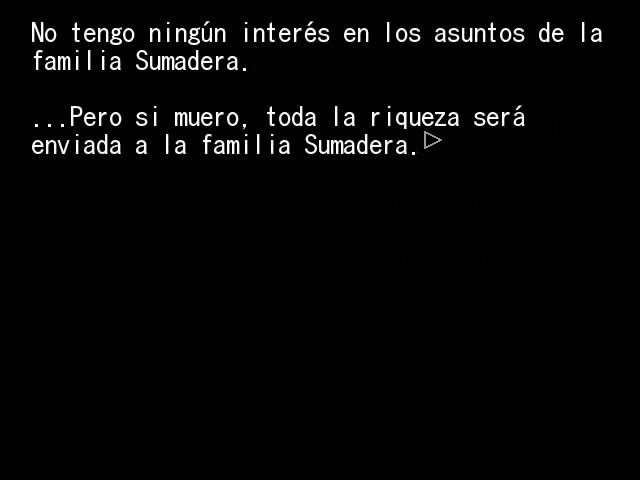 No tengo ningún interés en los asuntos de la
familia Sumadera.
...Pero si muero, toda la riqueza será
enviada a la familia Sumadera.